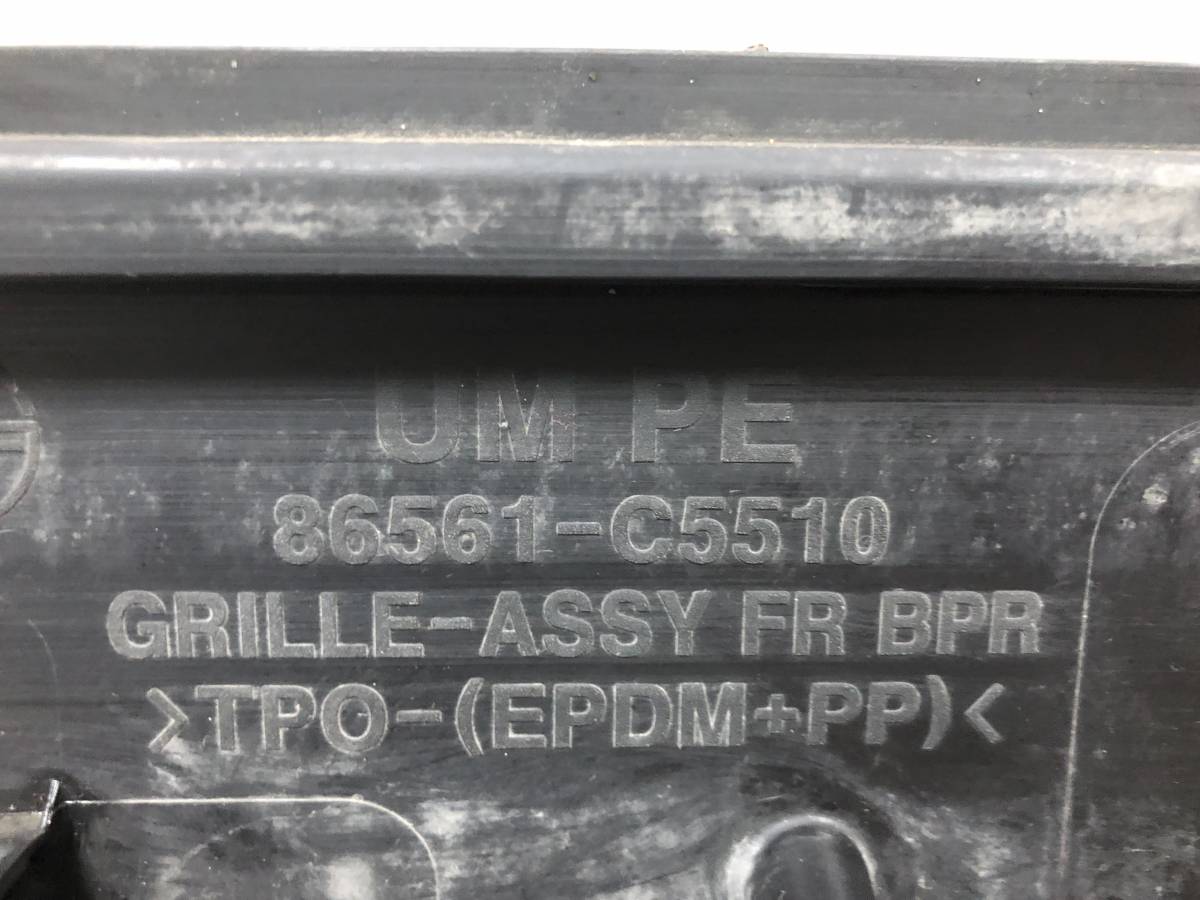 UM PE
86561-C5510
GRILLE-ASSY FR BPR
>TPO-(EPDM+PP)<